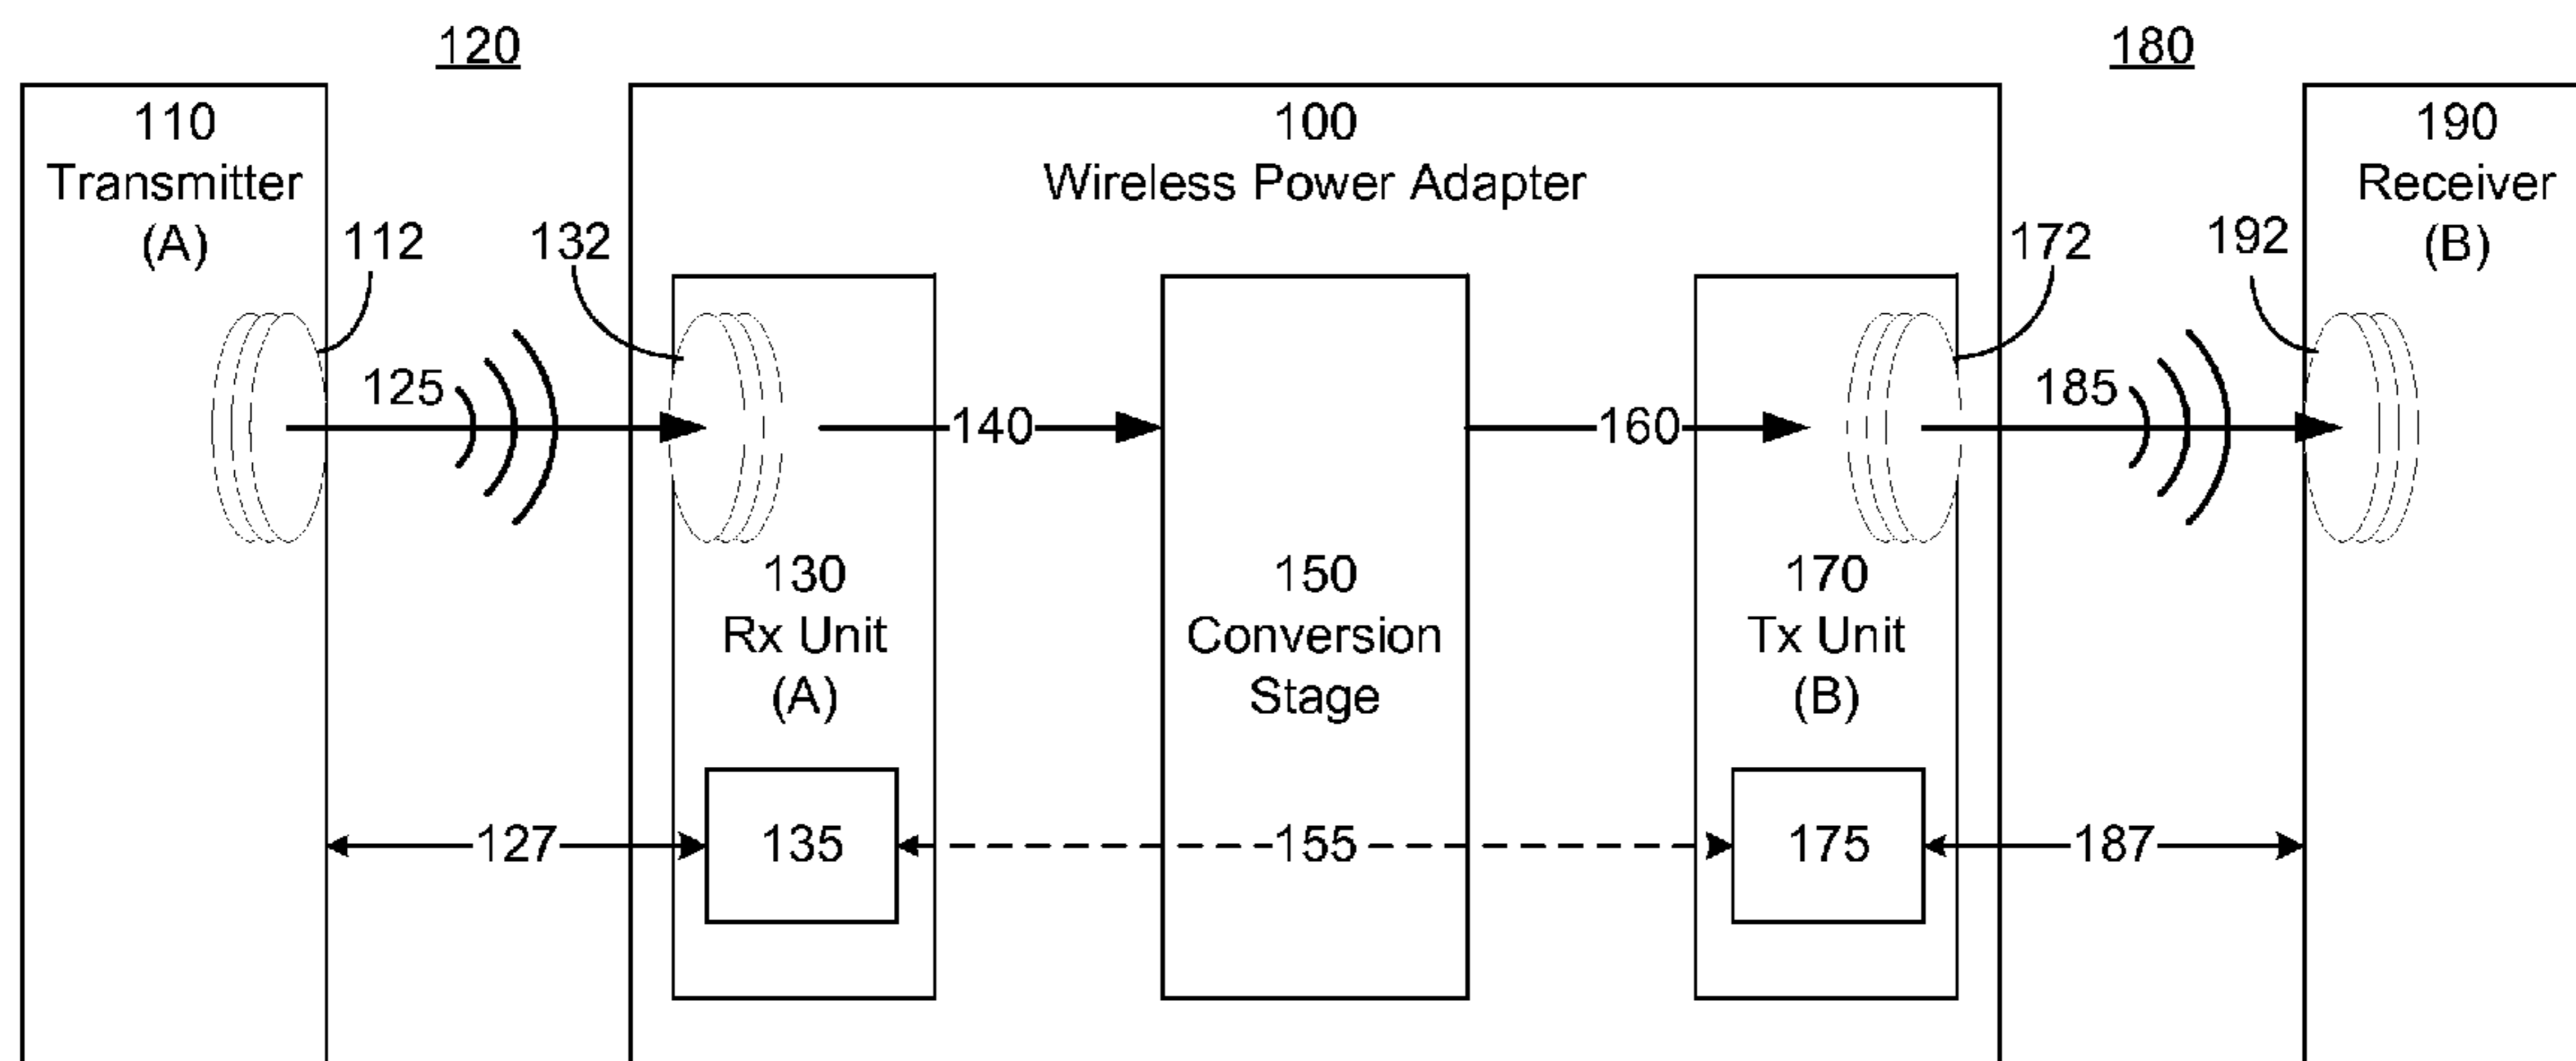 120
180
110
Transmitter
(A)
100
Wireless Power Adapter
190
Receiver
(B)
112
132
172
192
125
140
160
185
130
Rx Unit
(A)
150
Conversion
Stage
170
Tx Unit
(B)
127
135
155
175
187